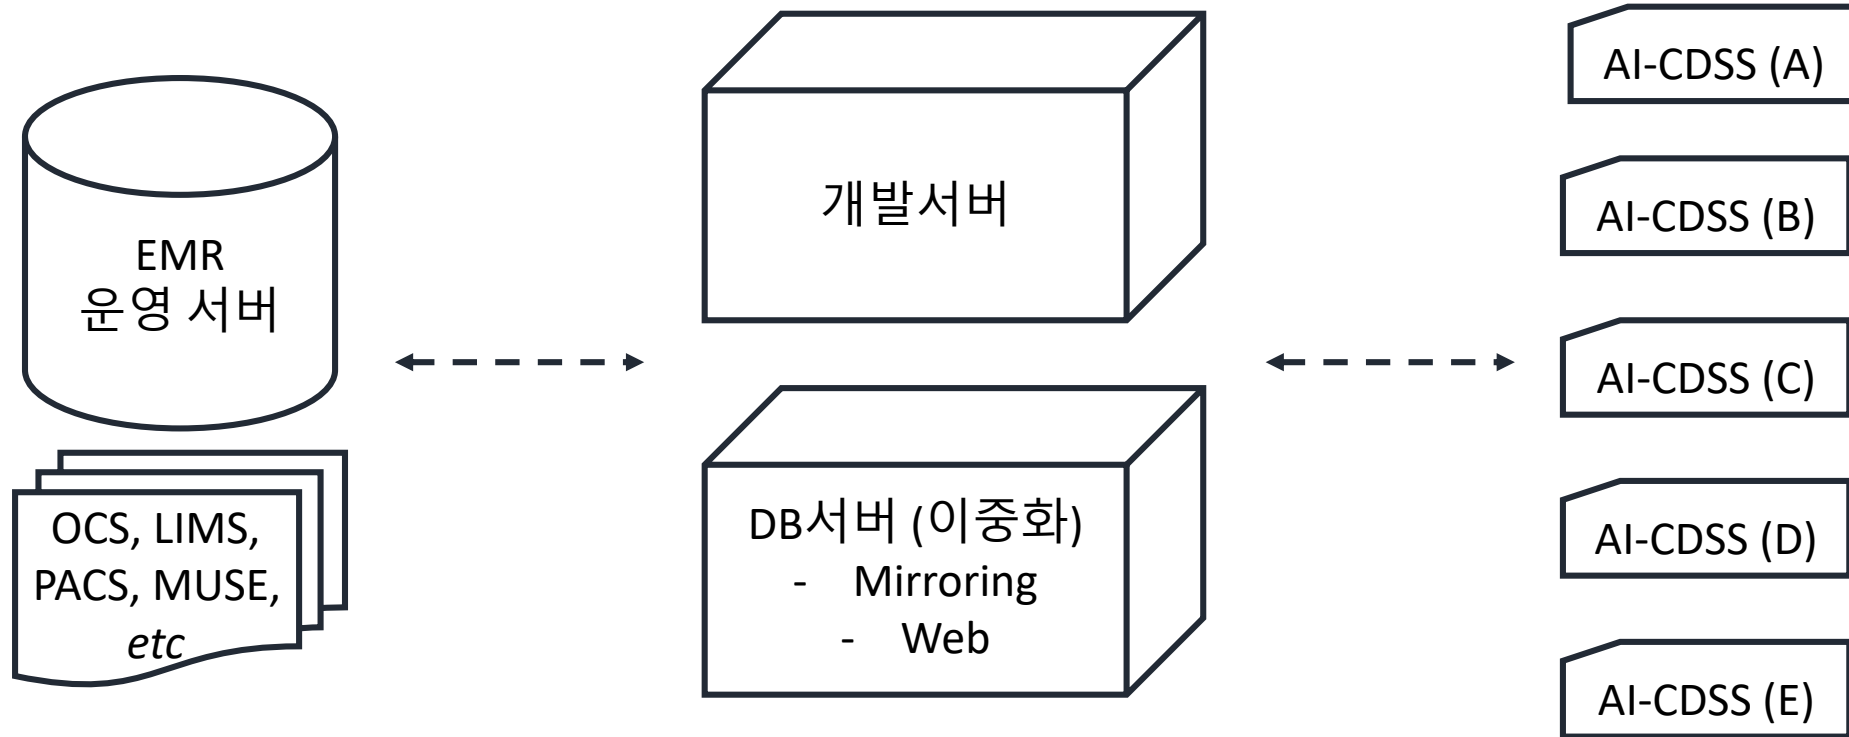 EMR
운영 서버
OCS, LIMS,
PACS, MUSE,
etc
개발서버
DB서버 (이중화)
- Mirroring
- Web
AI-CDSS (A)
AI-CDSS (B)
AI-CDSS (C)
AI-CDSS (D)
AI-CDSS (E)